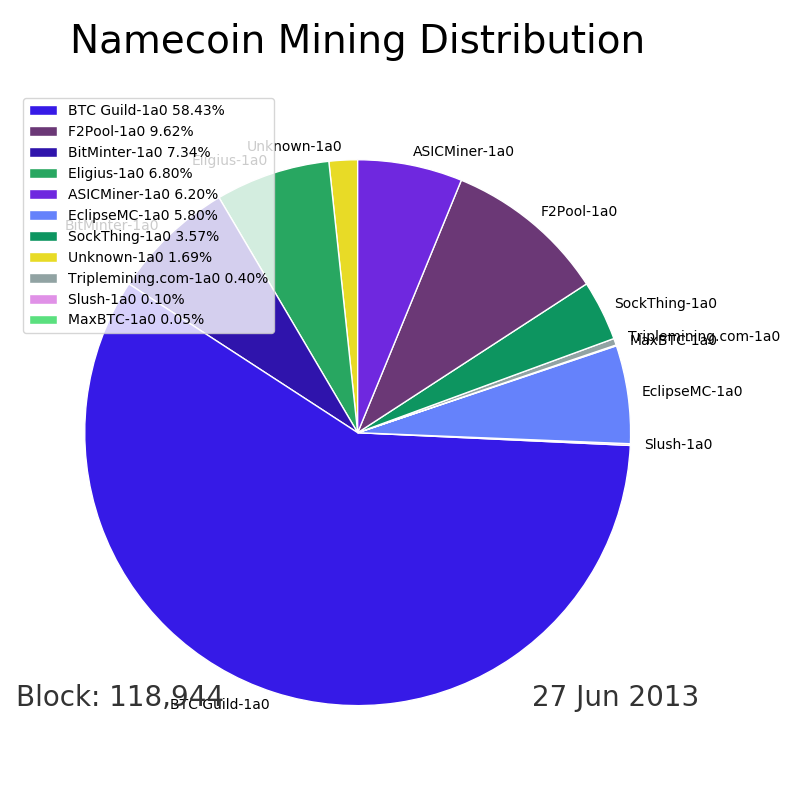 Namecoin Mining Distribution
BTC Guild-1a0 58.43%
F2Pool-1a0 9.62%
BitMinter-1a0 7.34%
Eligius-1a0 6.80%
ASICMiner-1a0 6.20%
EclipseMC-1a0 5.80%
SockThing-1a0 3.57%
Unknown-1a0 1.69%
Triplemining.com-1a0 0.40%
Slush-1a0 0.10%
MaxBTC-1a0 0.05%
Unknown-1a0
Eligius-1a0
BitMinter-1a0
ASICMiner-1a0
F2Pool-1a0
SockThing-1a0
Triplemining.com-1a0
MaxBTC-1a0
EclipseMC-1a0
Slush-1a0
BTC Guild-1a0
Block: 118,944
27 Jun 2013